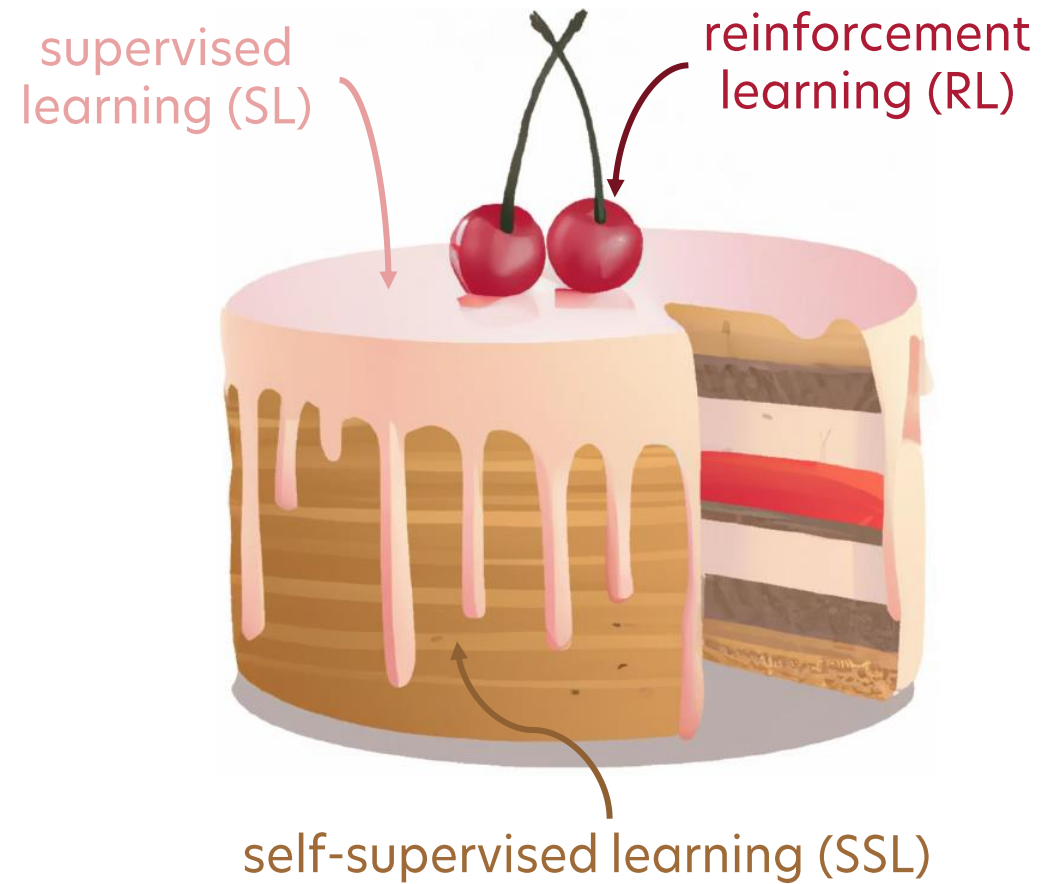 supervised
learning (SL)
reinforcement
learning (RL)
self-supervised learning (SSL)